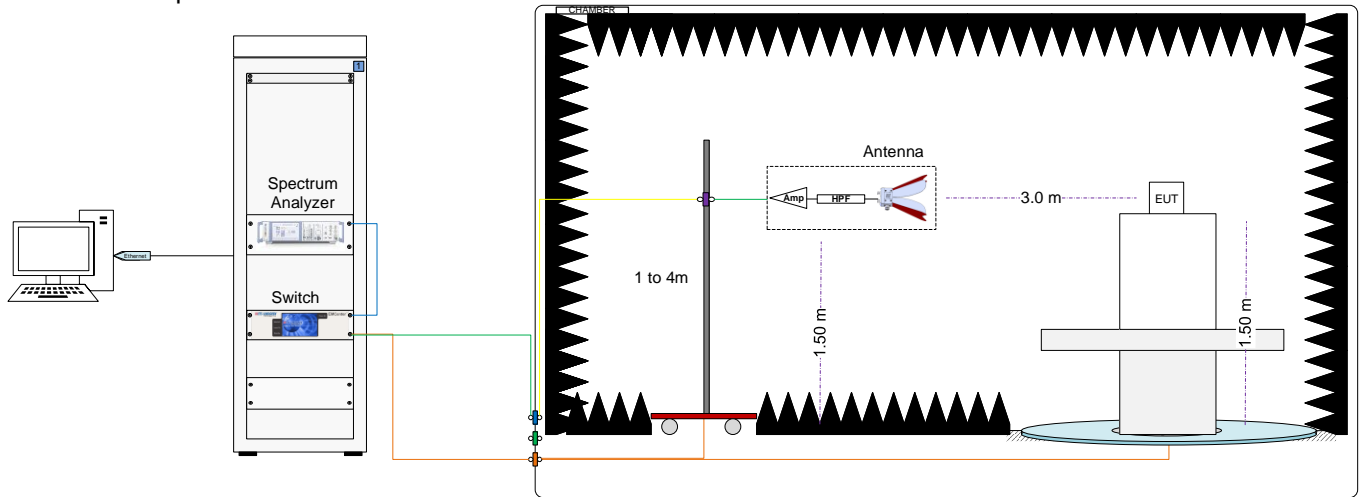 CHAMBER
1
Spectrum
Analyzer
Switch
Ethernet
Antenna
Amp
HPF
3.0 m
EUT
1 to 4m
1.50 m
1.50 m